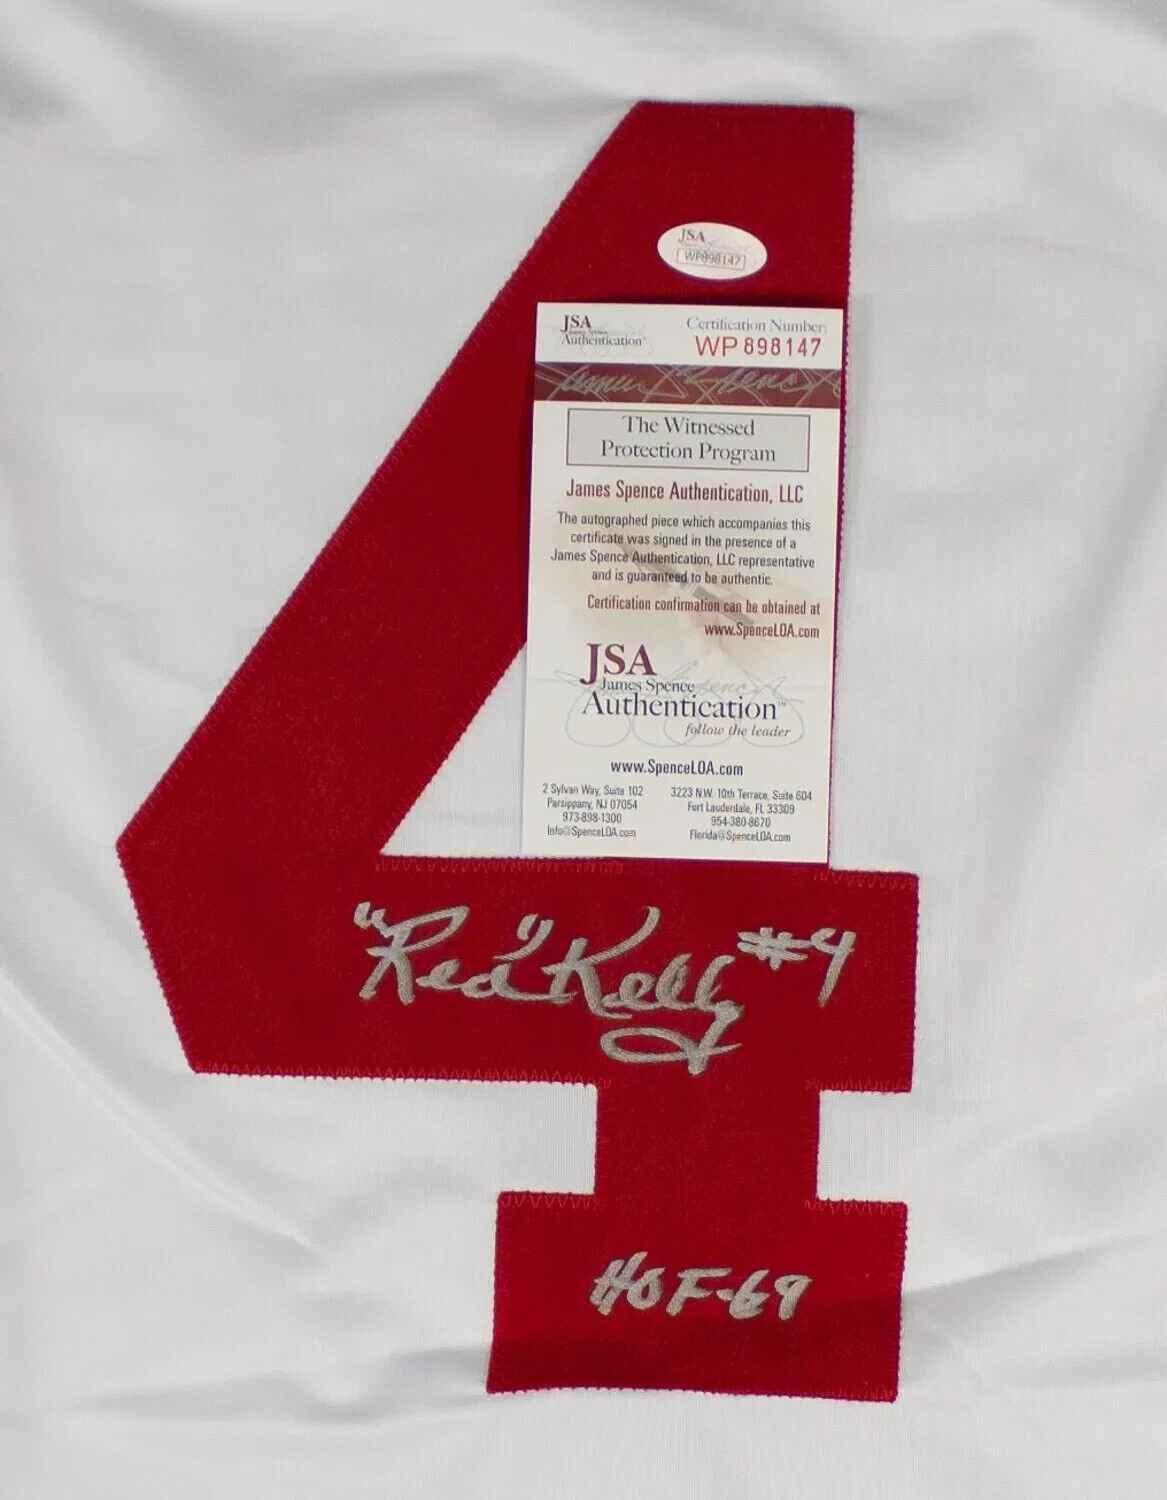 JSA
WP898147
JSA
James Spence
Authentication
Certification Number:
WP 898147
The Witnessed
Protection Program
James Spence Authentication, LLC
The autographed piece which accompanies this
certificate was signed in the presence of a
James Spence Authentication, LLC representative
and is guaranteed to be authentic.
Certification confirmation can be obtained at
www.SpenceLOA.com
JSA
James Spence
Authentication™
follow the leader
www.SpenceLOA.com
2 Sylvan Way, Suite 102
Parsippany, NJ 07054
973-898-1300
Info@SpenceLOA.com
3223 N.W. 10th Terrace, Suite 604
Fort Lauderdale, FL 33309
954-380-8670
Florida@SpenceLOA.com
4
"Red" Kelly #4
HOF-69